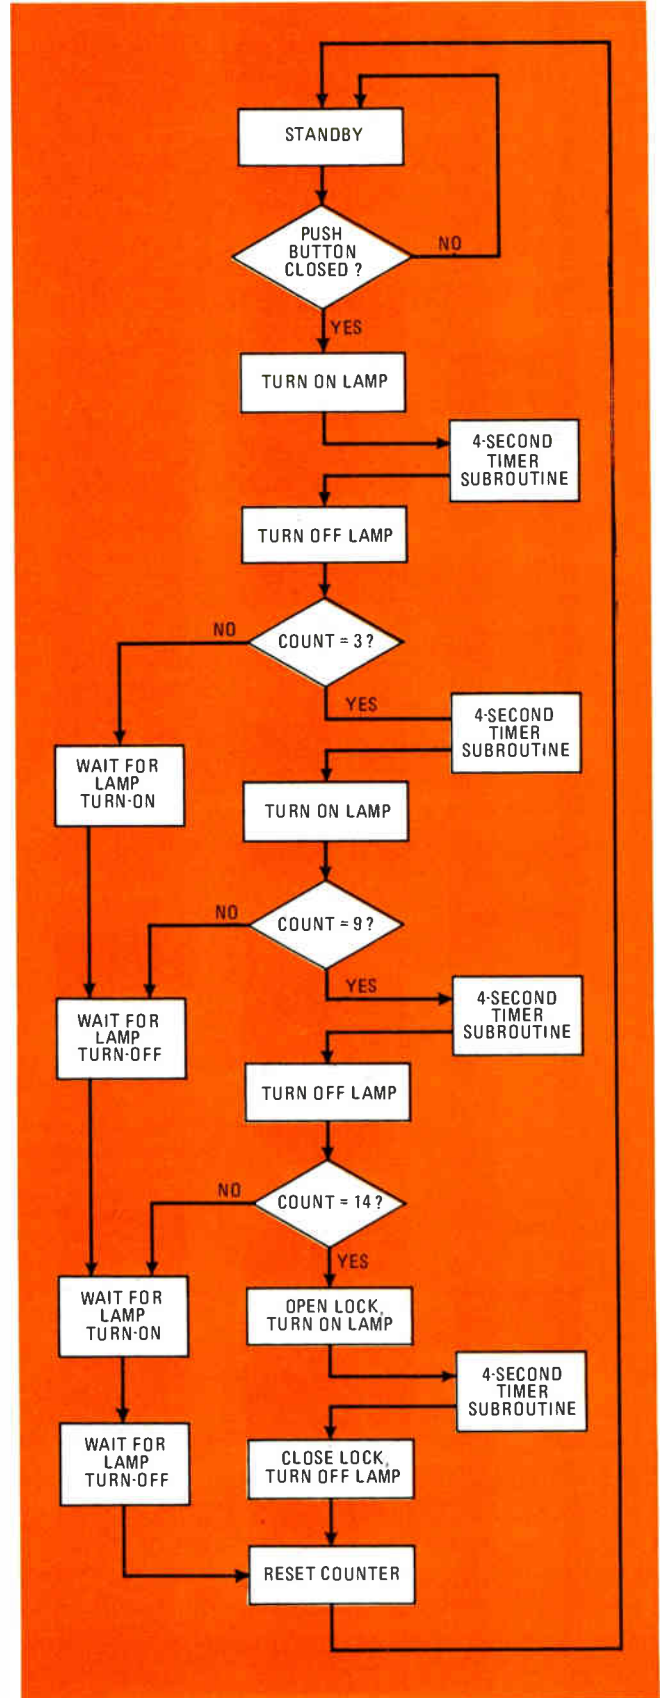 STANDBY
PUSH
BUTTON
CLOSED ?
NO
YES
TURN ON LAMP
4-SECOND
TIMER
SUBROUTINE
TURN OFF LAMP
NO
COUNT = 3 ?
YES
4-SECOND
TIMER
SUBROUTINE
WAIT FOR
LAMP
TURN-ON
TURN ON LAMP
NO
COUNT = 9 ?
YES
4-SECOND
TIMER
SUBROUTINE
WAIT FOR
LAMP
TURN-OFF
TURN OFF LAMP
NO
COUNT = 14 ?
YES
WAIT FOR
LAMP
TURN-ON
OPEN LOCK,
TURN ON LAMP
4-SECOND
TIMER
SUBROUTINE
WAIT FOR
LAMP
TURN-OFF
CLOSE LOCK,
TURN OFF LAMP
RESET COUNTER